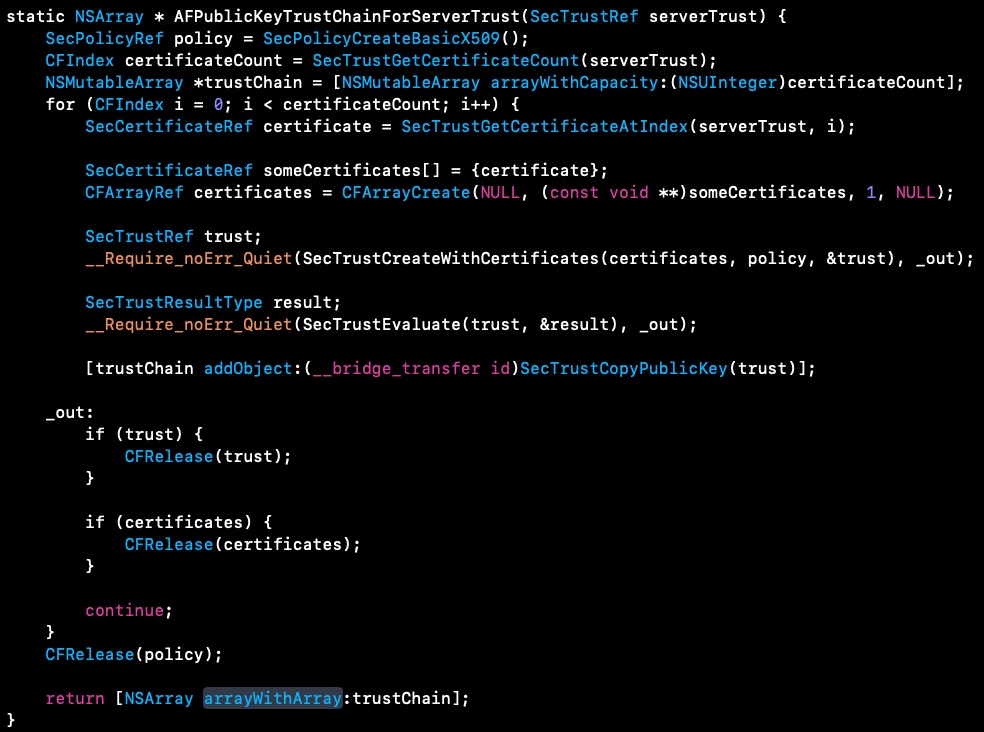 static NSArray * AFPublicKeyTrustChainForServerTrust(SecTrustRef serverTrust) {
    SecPolicyRef policy = SecPolicyCreateBasicX509();
    CFIndex certificateCount = SecTrustGetCertificateCount(serverTrust);
    NSMutableArray *trustChain = [NSMutableArray arrayWithCapacity:(NSUInteger)certificateCount];
    for (CFIndex i = 0; i < certificateCount; i++) {
        SecCertificateRef certificate = SecTrustGetCertificateAtIndex(serverTrust, i);

        SecCertificateRef someCertificates[] = {certificate};
        CFArrayRef certificates = CFArrayCreate(NULL, (const void **)someCertificates, 1, NULL);

        SecTrustRef trust;
        __Require_noErr_Quiet(SecTrustCreateWithCertificates(certificates, policy, &trust), _out);

        SecTrustResultType result;
        __Require_noErr_Quiet(SecTrustEvaluate(trust, &result), _out);

        [trustChain addObject:(__bridge_transfer id)SecTrustCopyPublicKey(trust)];

    _out:
        if (trust) {
            CFRelease(trust);
        }

        if (certificates) {
            CFRelease(certificates);
        }

        continue;
    }
    CFRelease(policy);

    return [NSArray arrayWithArray:trustChain];
}